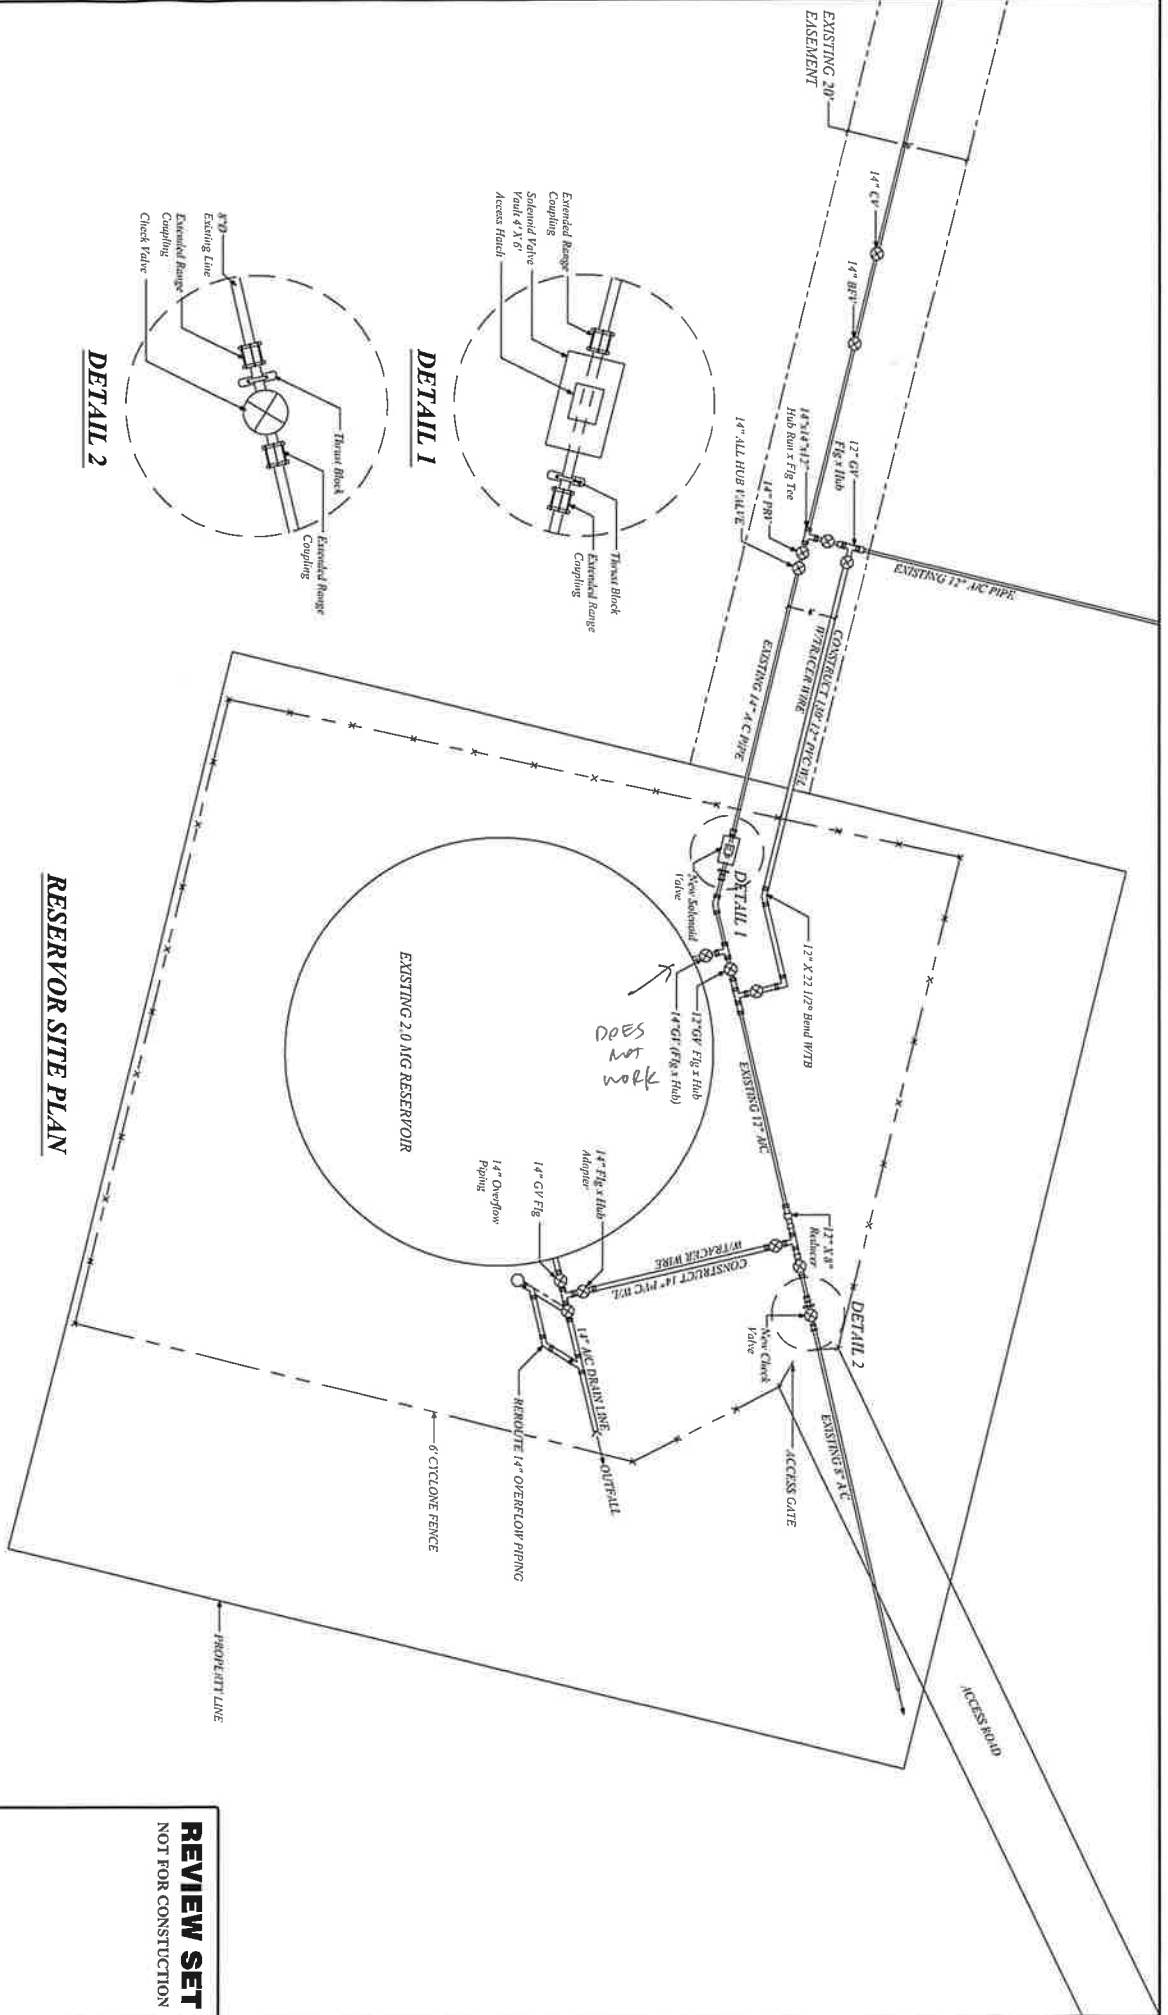 EXISTING 20'
EASEMENT
14" CV
14" BFV
12" GV
Flg x Hub
14"x14"x12"
Hub Run x Flg Tee
14" PRV
14" ALL HUB VALVE
EXISTING 12" A/C PIPE
CONSTRUCT 130' 12" PVC W/L
W/TRACER WIRE
EXISTING 14" A/C PIPE
Extended Range
Coupling
Solenoid Valve
Vault 4' X 6'
Access Hatch
Thrust Block
Extended Range
Coupling
DETAIL 1
8"D
Existing Line
Extended Range
Coupling
Check Valve
Thrust Block
Extended Range
Coupling
DETAIL 2
DETAIL 1
New Solenoid
Valve
12" X 22 1/2° Bend W/TB
12"GV Flg x Hub
14"GV (Flg x Hub)
DOES
NOT
WORK
EXISTING 12" A/C
EXISTING 2.0 MG RESERVOIR
12" X 8"
Reducer
DETAIL 2
New Check
Valve
EXISTING 8" A/C
ACCESS GATE
ACCESS ROAD
14" Flg x Hub
Adapter
14" GV Flg
14" Overflow
Piping
CONSTRUCT 14" PVC W/L
W/TRACER WIRE
14" A/C DRAIN LINE
OUTFALL
REROUTE 14" OVERFLOW PIPING
6' CYCLONE FENCE
PROPERTY LINE
RESERVOR SITE PLAN
REVIEW SET
NOT FOR CONSTUCTION